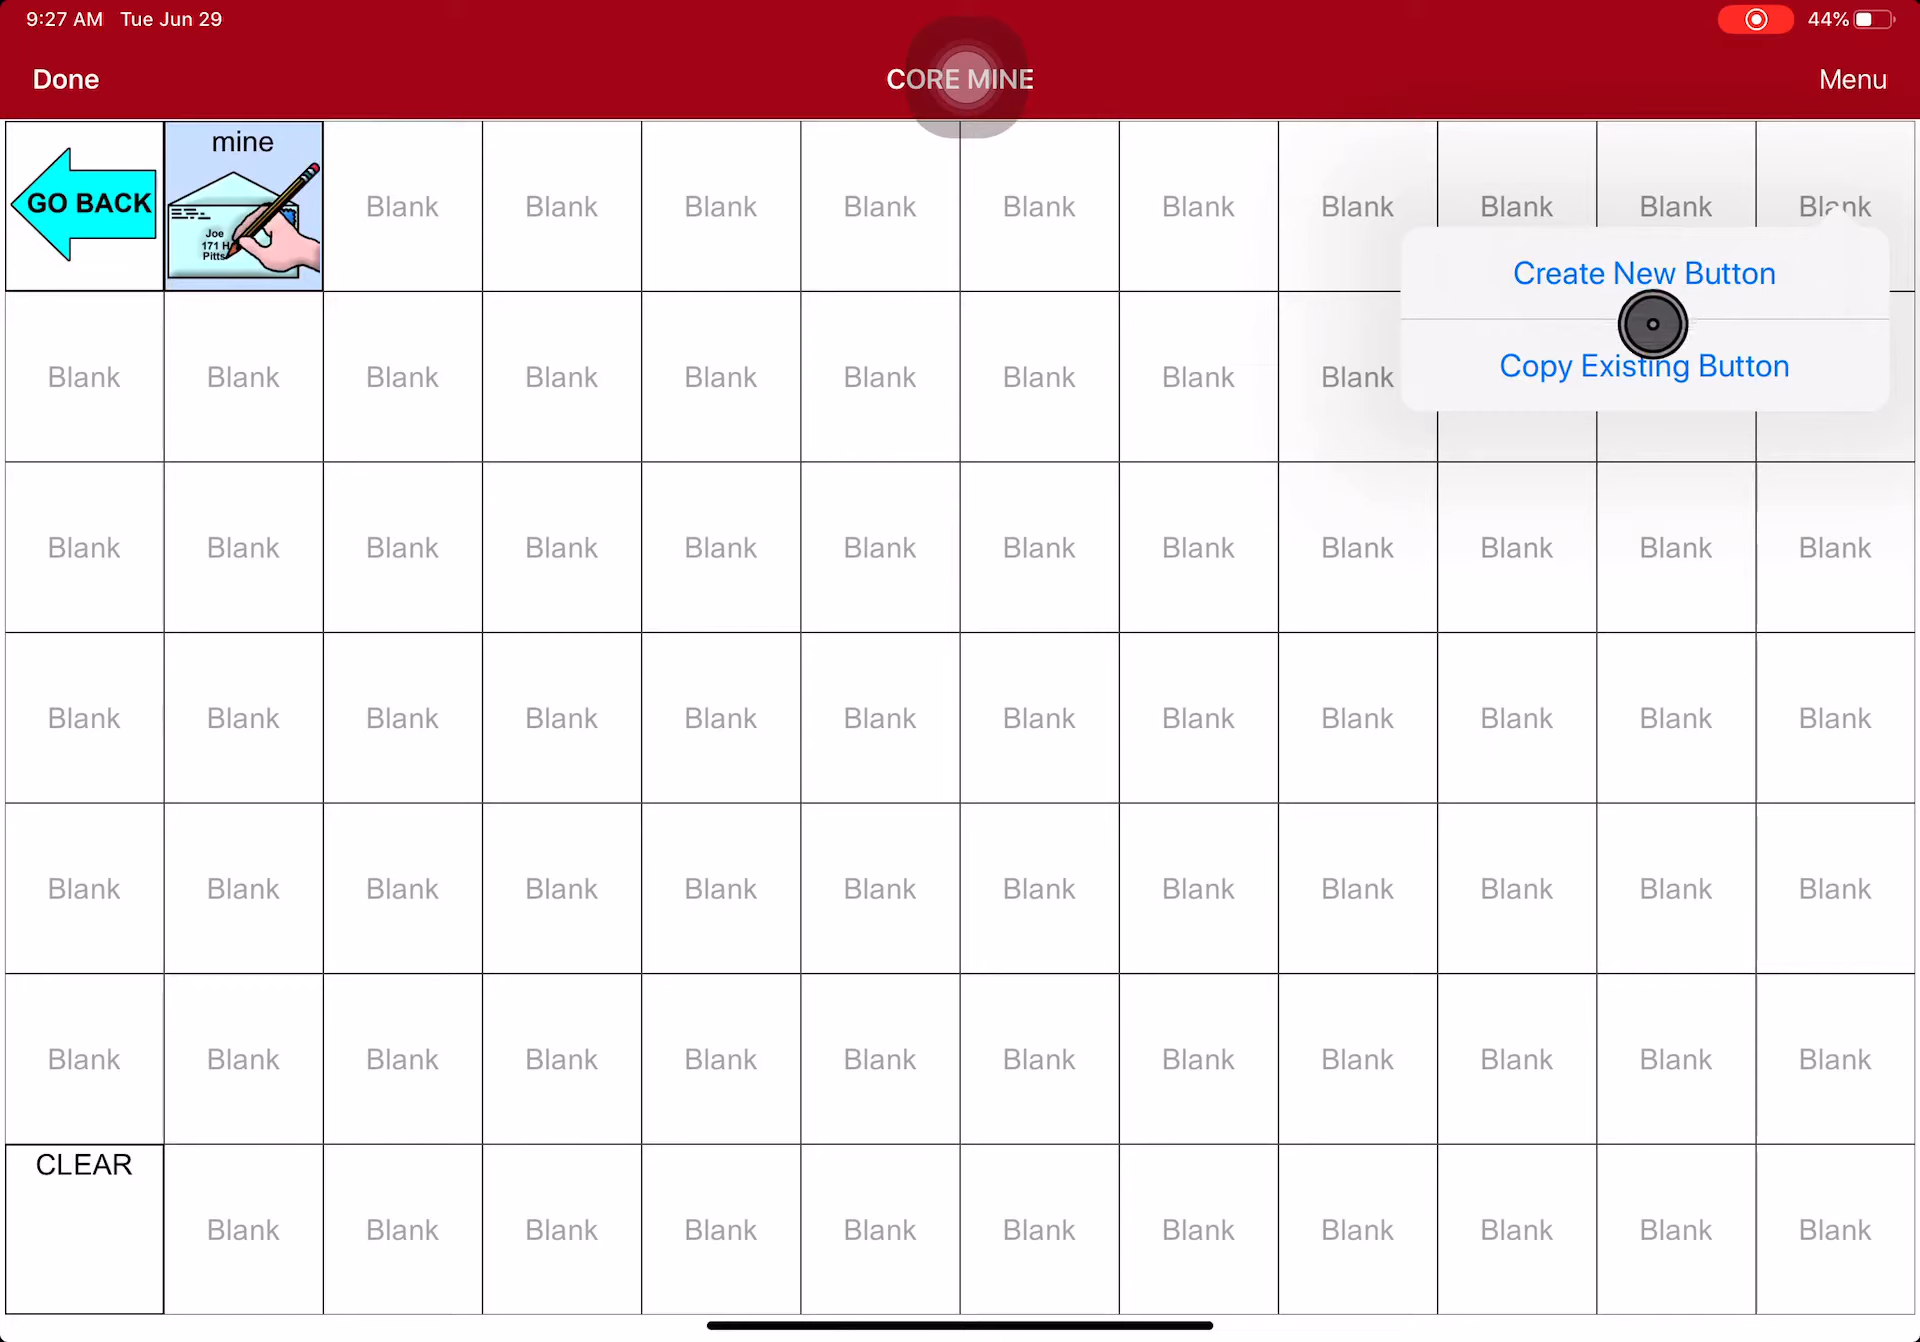 9:27 AM Tue Jun 29 44%
Done CORE MINE Menu
mine
GO BACK
Joe
171 H
Pitts
Blank Blank Blank Blank Blank Blank Blank Blank Blank Blank
Create New Button
Copy Existing Button
Blank Blank Blank Blank Blank Blank Blank Blank Blank
Blank Blank Blank Blank Blank Blank Blank Blank Blank Blank Blank Blank
Blank Blank Blank Blank Blank Blank Blank Blank Blank Blank Blank Blank
Blank Blank Blank Blank Blank Blank Blank Blank Blank Blank Blank Blank
Blank Blank Blank Blank Blank Blank Blank Blank Blank Blank Blank Blank
CLEAR
Blank Blank Blank Blank Blank Blank Blank Blank Blank Blank Blank